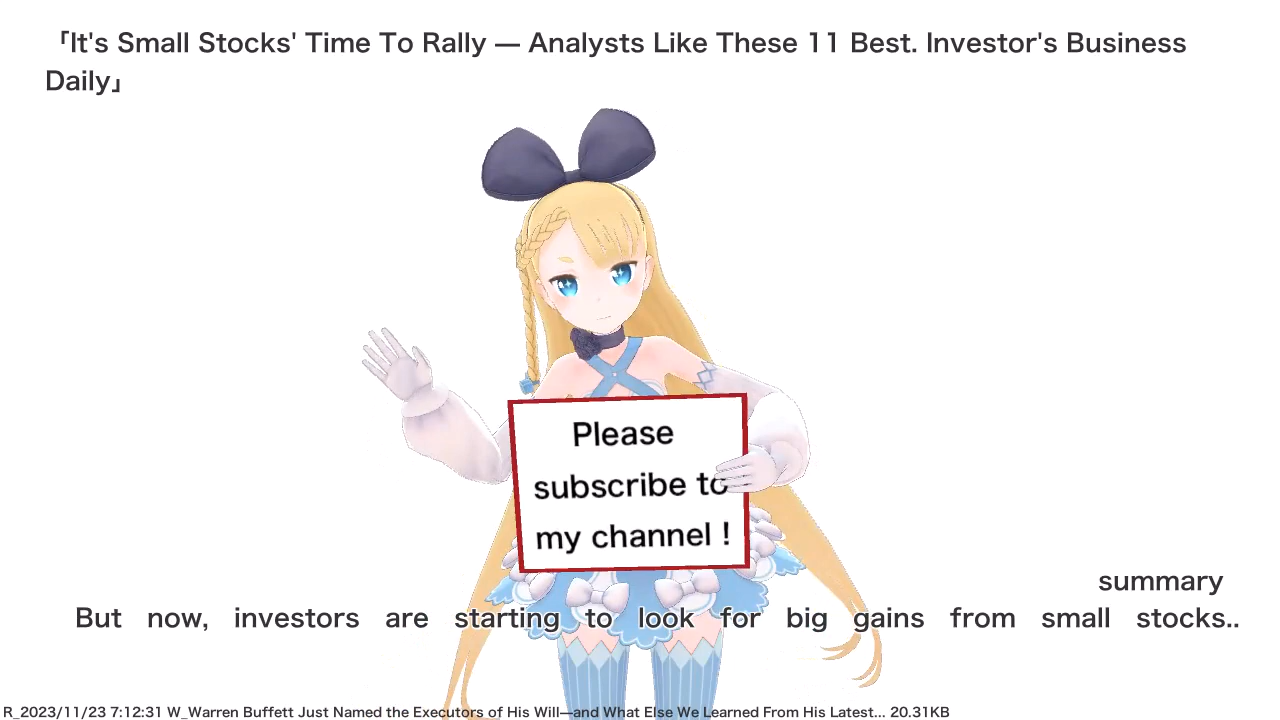 「It's Small Stocks' Time To Rally — Analysts Like These 11 Best. Investor's Business
Daily」
Please
subscribe to
my channel !
summary
But now, investors are starting to look for big gains from small stocks..
R_2023/11/23 7:12:31 W_Warren Buffett Just Named the Executors of His Will—and What Else We Learned From His Latest... 20.31KB